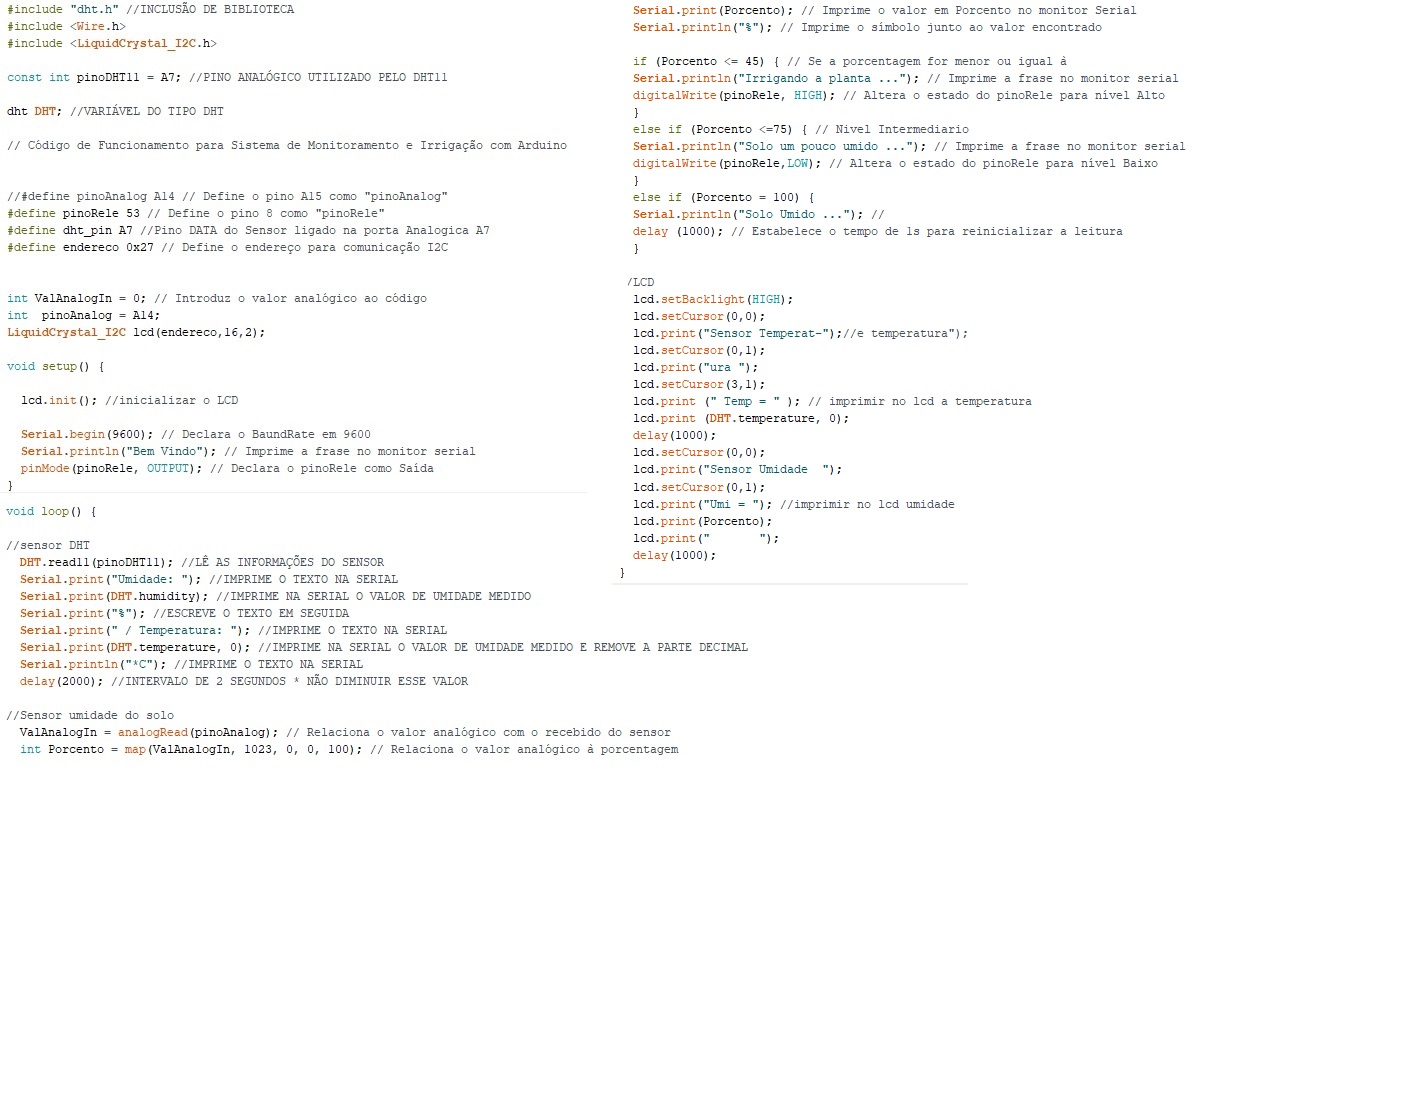 #include "dht.h" //INCLUSÃO DE BIBLIOTECA
#include <Wire.h>
#include <LiquidCrystal_I2C.h>
const int pinoDHT11 = A7; //PINO ANALÓGICO UTILIZADO PELO DHT11
dht DHT; //VARIÁVEL DO TIPO DHT
// Código de Funcionamento para Sistema de Monitoramento e Irrigação com Arduino
//#define pinoAnalog A14 // Define o pino A15 como "pinoAnalog"
#define pinoRele 53 // Define o pino 8 como "pinoRele"
#define dht_pin A7 //Pino DATA do Sensor ligado na porta Analogica A7
#define endereco 0x27 // Define o endereço para comunicação I2C
int ValAnalogIn = 0; // Introduz o valor analógico ao código
int  pinoAnalog = A14;
LiquidCrystal_I2C lcd(endereco,16,2);
void setup() {
lcd.init(); //inicializar o LCD
Serial.begin(9600); // Declara o BaundRate em 9600
Serial.println("Bem Vindo"); // Imprime a frase no monitor serial
pinMode(pinoRele, OUTPUT); // Declara o pinoRele como Saída
}
void loop() {
//sensor DHT
DHT.read11(pinoDHT11); //LÊ AS INFORMAÇÕES DO SENSOR
Serial.print("Umidade: "); //IMPRIME O TEXTO NA SERIAL
Serial.print(DHT.humidity); //IMPRIME NA SERIAL O VALOR DE UMIDADE MEDIDO
Serial.print("%"); //ESCREVE O TEXTO EM SEGUIDA
Serial.print(" / Temperatura: "); //IMPRIME O TEXTO NA SERIAL
Serial.print(DHT.temperature, 0); //IMPRIME NA SERIAL O VALOR DE UMIDADE MEDIDO E REMOVE A PARTE DECIMAL
Serial.println("*C"); //IMPRIME O TEXTO NA SERIAL
delay(2000); //INTERVALO DE 2 SEGUNDOS * NÃO DIMINUIR ESSE VALOR
//Sensor umidade do solo
ValAnalogIn = analogRead(pinoAnalog); // Relaciona o valor analógico com o recebido do sensor
int Porcento = map(ValAnalogIn, 1023, 0, 0, 100); // Relaciona o valor analógico à porcentagem
Serial.print(Porcento); // Imprime o valor em Porcento no monitor Serial
Serial.println("%"); // Imprime o símbolo junto ao valor encontrado
if (Porcento <= 45) { // Se a porcentagem for menor ou igual à
Serial.println("Irrigando a planta ..."); // Imprime a frase no monitor serial
digitalWrite(pinoRele, HIGH); // Altera o estado do pinoRele para nível Alto
}
else if (Porcento <=75) { // Nivel Intermediario
Serial.println("Solo um pouco umido ..."); // Imprime a frase no monitor serial
digitalWrite(pinoRele,LOW); // Altera o estado do pinoRele para nível Baixo
}
else if (Porcento = 100) {
Serial.println("Solo Umido ..."); //
delay (1000); // Estabelece o tempo de 1s para reinicializar a leitura
}
/LCD
lcd.setBacklight(HIGH);
lcd.setCursor(0,0);
lcd.print("Sensor Temperat-");//e temperatura");
lcd.setCursor(0,1);
lcd.print("ura ");
lcd.setCursor(3,1);
lcd.print (" Temp = " ); // imprimir no lcd a temperatura
lcd.print (DHT.temperature, 0);
delay(1000);
lcd.setCursor(0,0);
lcd.print("Sensor Umidade  ");
lcd.setCursor(0,1);
lcd.print("Umi = "); //imprimir no lcd umidade
lcd.print(Porcento);
lcd.print("       ");
delay(1000);
}